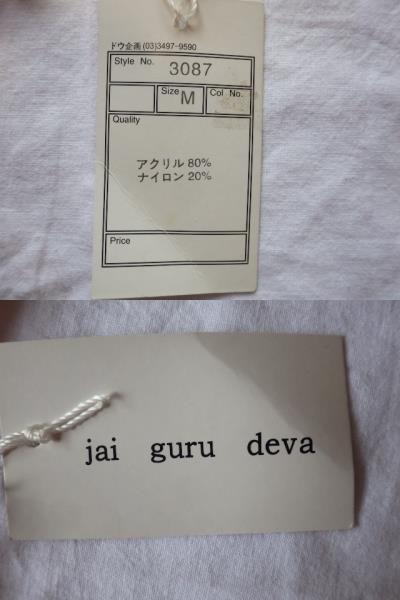 ドウ企画 (03)3497-9590
Style No. 3087
Size M Col No.
Quality
アクリル 80%
ナイロン 20%
Price
jai guru deva